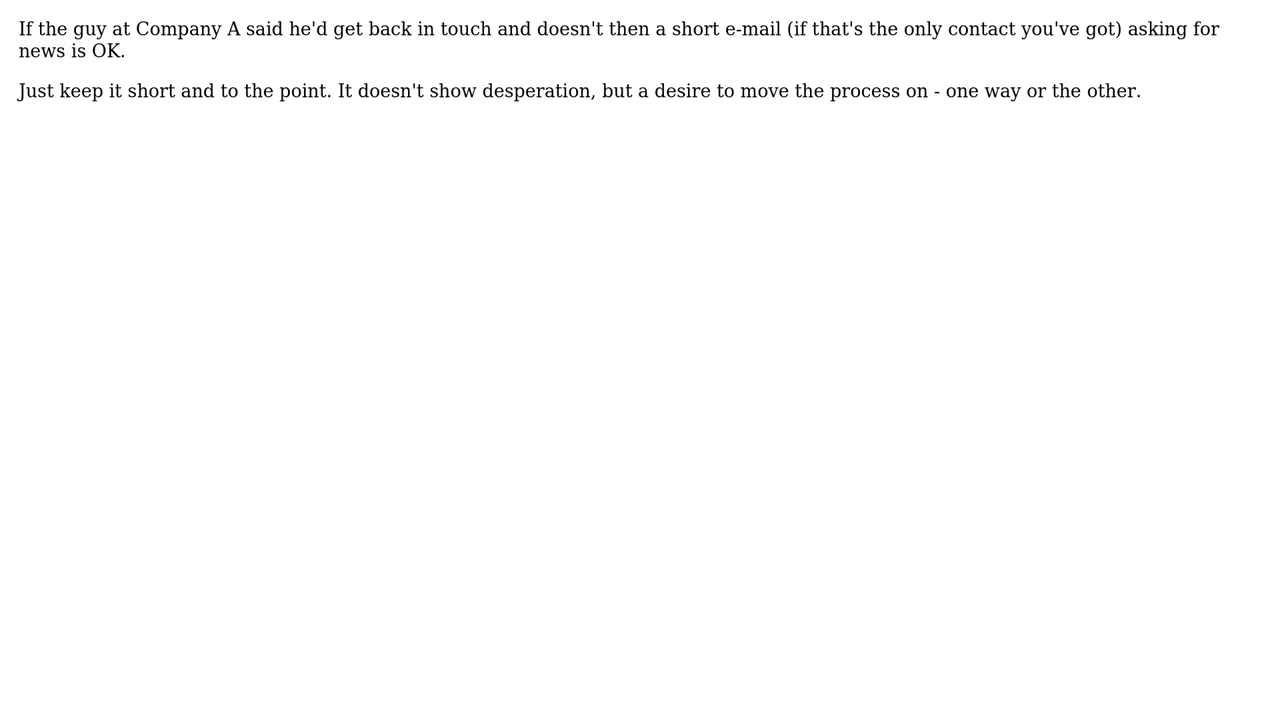 If the guy at Company A said he'd get back in touch and doesn't then a short e-mail (if that's the only contact you've got) asking for
news is OK.
Just keep it short and to the point. It doesn't show desperation, but a desire to move the process on - one way or the other.